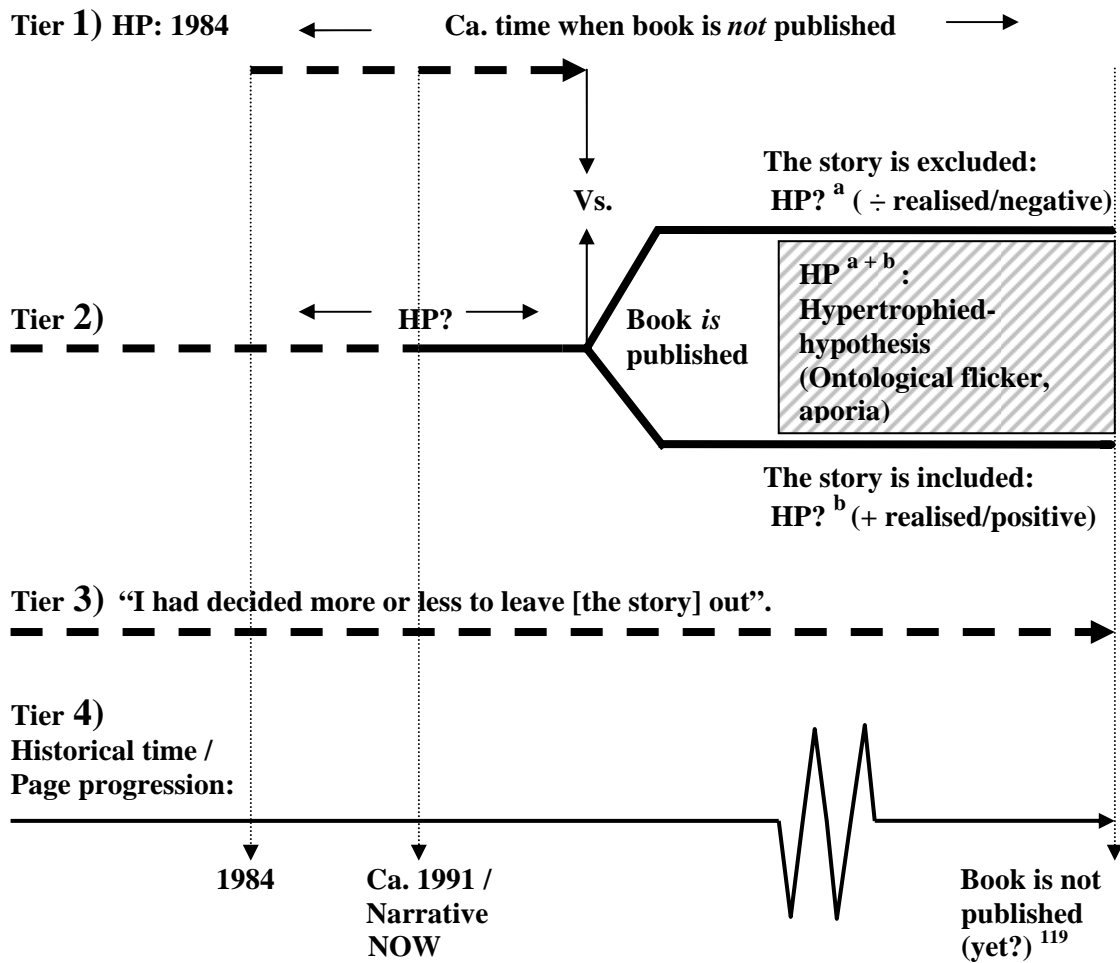 Tier 1) HP: 1984
Ca. time when book is not published
The story is excluded:
HP? a ( ÷ realised/negative)
Vs.
Tier 2)
HP?
Book is
published
HP a + b :
Hypertrophied-
hypothesis
(Ontological flicker,
aporia)
The story is included:
HP? b (+ realised/positive)
Tier 3) “I had decided more or less to leave [the story] out”.
Tier 4)
Historical time /
Page progression:
1984
Ca. 1991 /
Narrative
NOW
Book is not
published
(yet?) 119